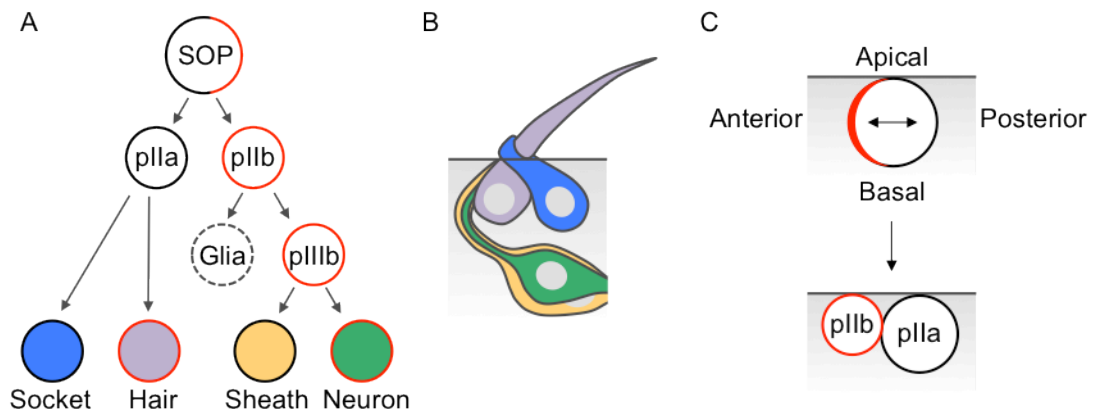 A
SOP
pIIa
pIIb
Glia
pIIIb
Socket
Hair
Sheath
Neuron
B
C
Apical
Anterior
Posterior
Basal
pIIb
pIIa